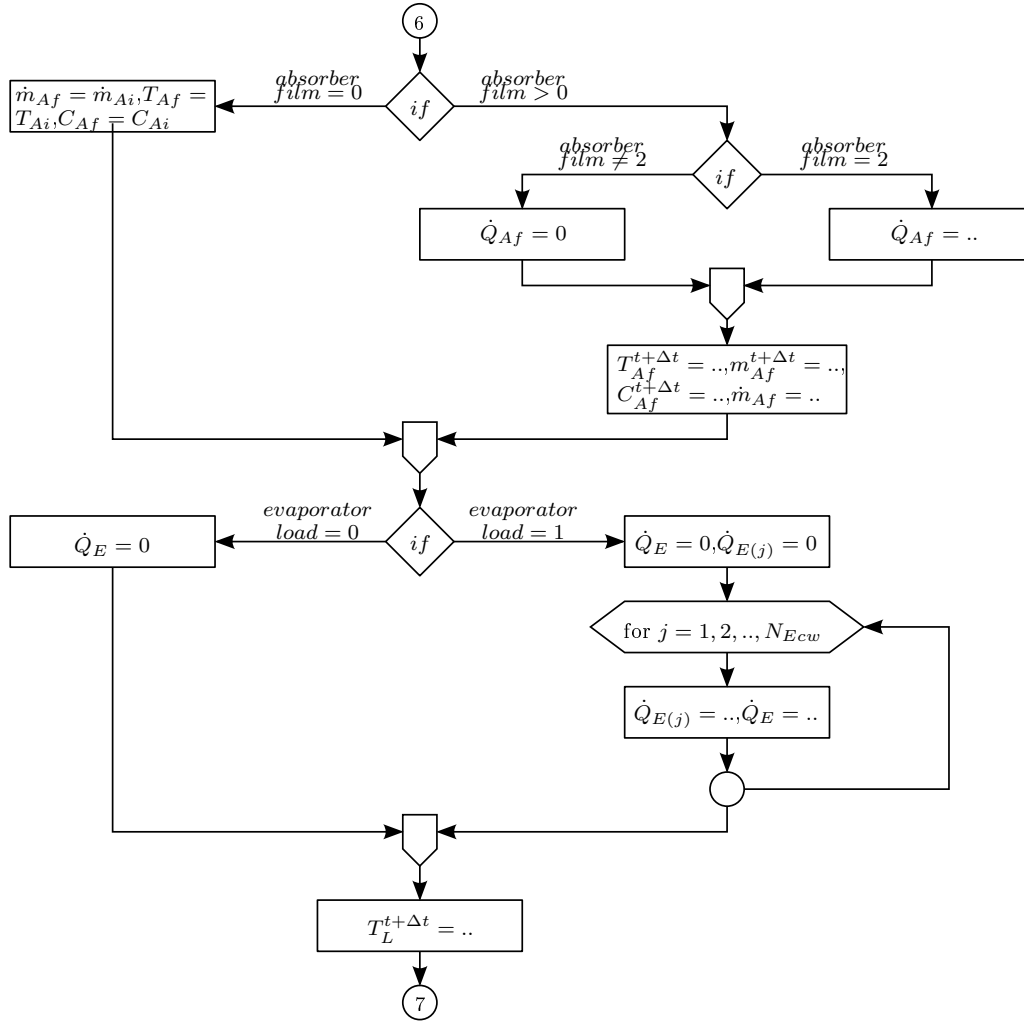 6
absorber
film = 0
absorber
film > 0
if
ṁ_{Af} = ṁ_{Ai},T_{Af} =
T_{Ai},C_{Af} = C_{Ai}
absorber
film ≠ 2
absorber
film = 2
if
Q̇_{Af} = 0
Q̇_{Af} = ..
T_{Af}^{t+Δt} = ..,m_{Af}^{t+Δt} = ..,
C_{Af}^{t+Δt} = ..,ṁ_{Af} = ..
evaporator
load = 0
evaporator
load = 1
if
Q̇_E = 0
Q̇_E = 0,Q̇_{E(j)} = 0
for j = 1, 2, .., N_{Ecw}
Q̇_{E(j)} = ..,Q̇_E = ..
T_L^{t+Δt} = ..
7